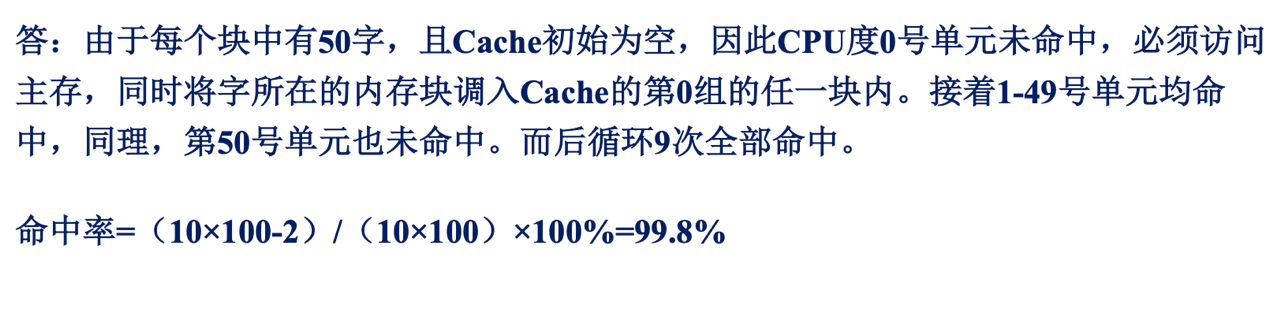 答：由于每个块中有50字，且Cache初始为空，因此CPU度0号单元未命中，必须访问
主存，同时将字所在的内存块调入Cache的第0组的任一块内。接着1-49号单元均命
中，同理，第50号单元也未命中。而后循环9次全部命中。
命中率=（10×100-2）/（10×100）×100%=99.8%